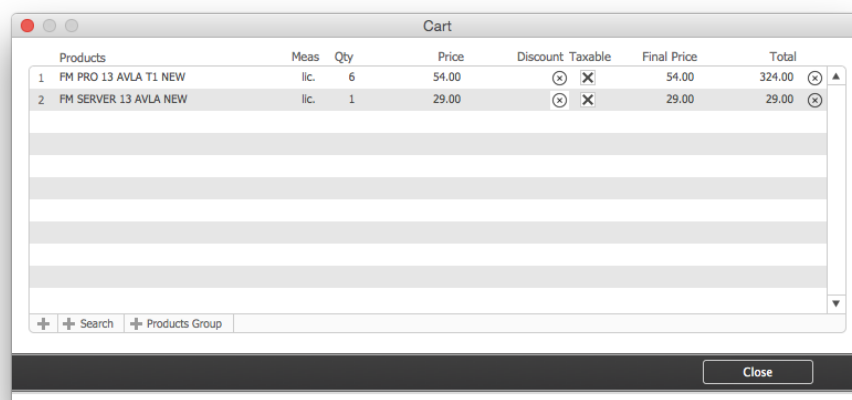 Cart
Products Meas Qty Price Discount Taxable Final Price Total
1 FM PRO 13 AVLA T1 NEW lic. 6 54.00 54.00 324.00
2 FM SERVER 13 AVLA NEW lic. 1 29.00 29.00 29.00
Search Products Group
Close